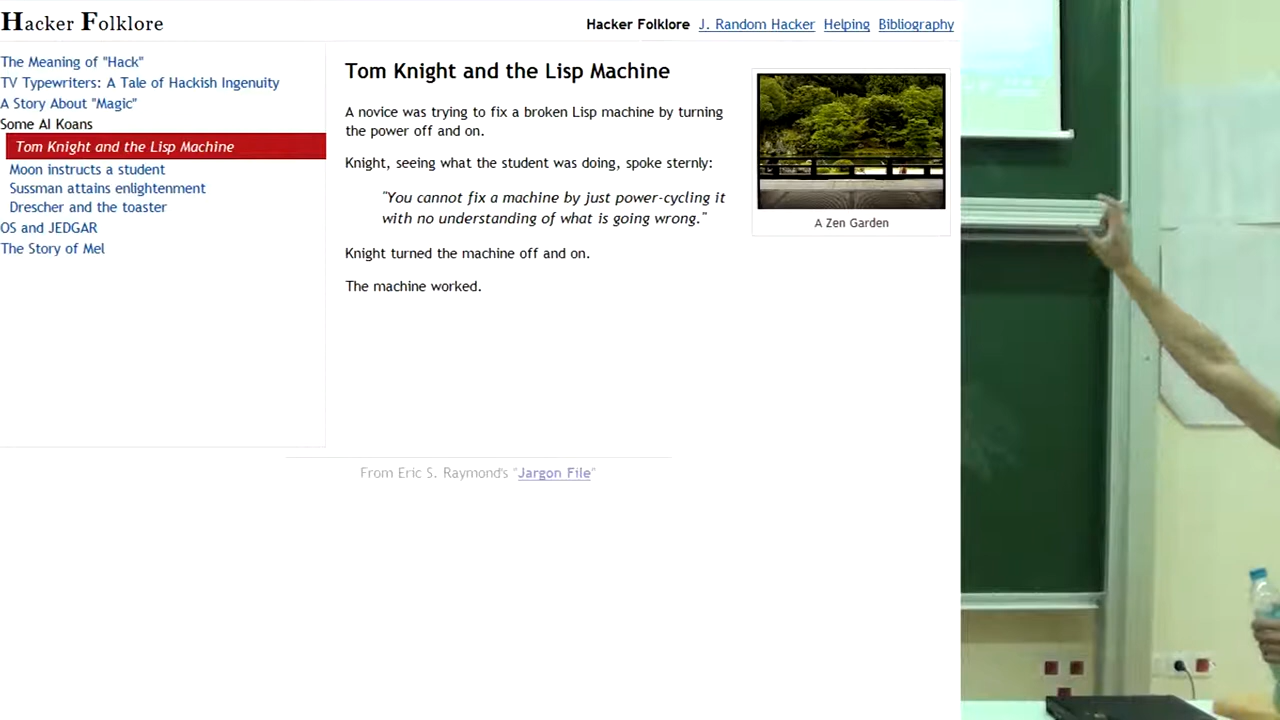 Hacker Folklore
Hacker Folklore J. Random Hacker Helping Bibliography
The Meaning of "Hack"
TV Typewriters: A Tale of Hackish Ingenuity
A Story About "Magic"
Some AI Koans
Tom Knight and the Lisp Machine
Moon instructs a student
Sussman attains enlightenment
Drescher and the toaster
OS and JEDGAR
The Story of Mel
Tom Knight and the Lisp Machine
A novice was trying to fix a broken Lisp machine by turning
the power off and on.
Knight, seeing what the student was doing, spoke sternly:
"You cannot fix a machine by just power-cycling it
with no understanding of what is going wrong."
Knight turned the machine off and on.
The machine worked.
A Zen Garden
From Eric S. Raymond's "Jargon File"